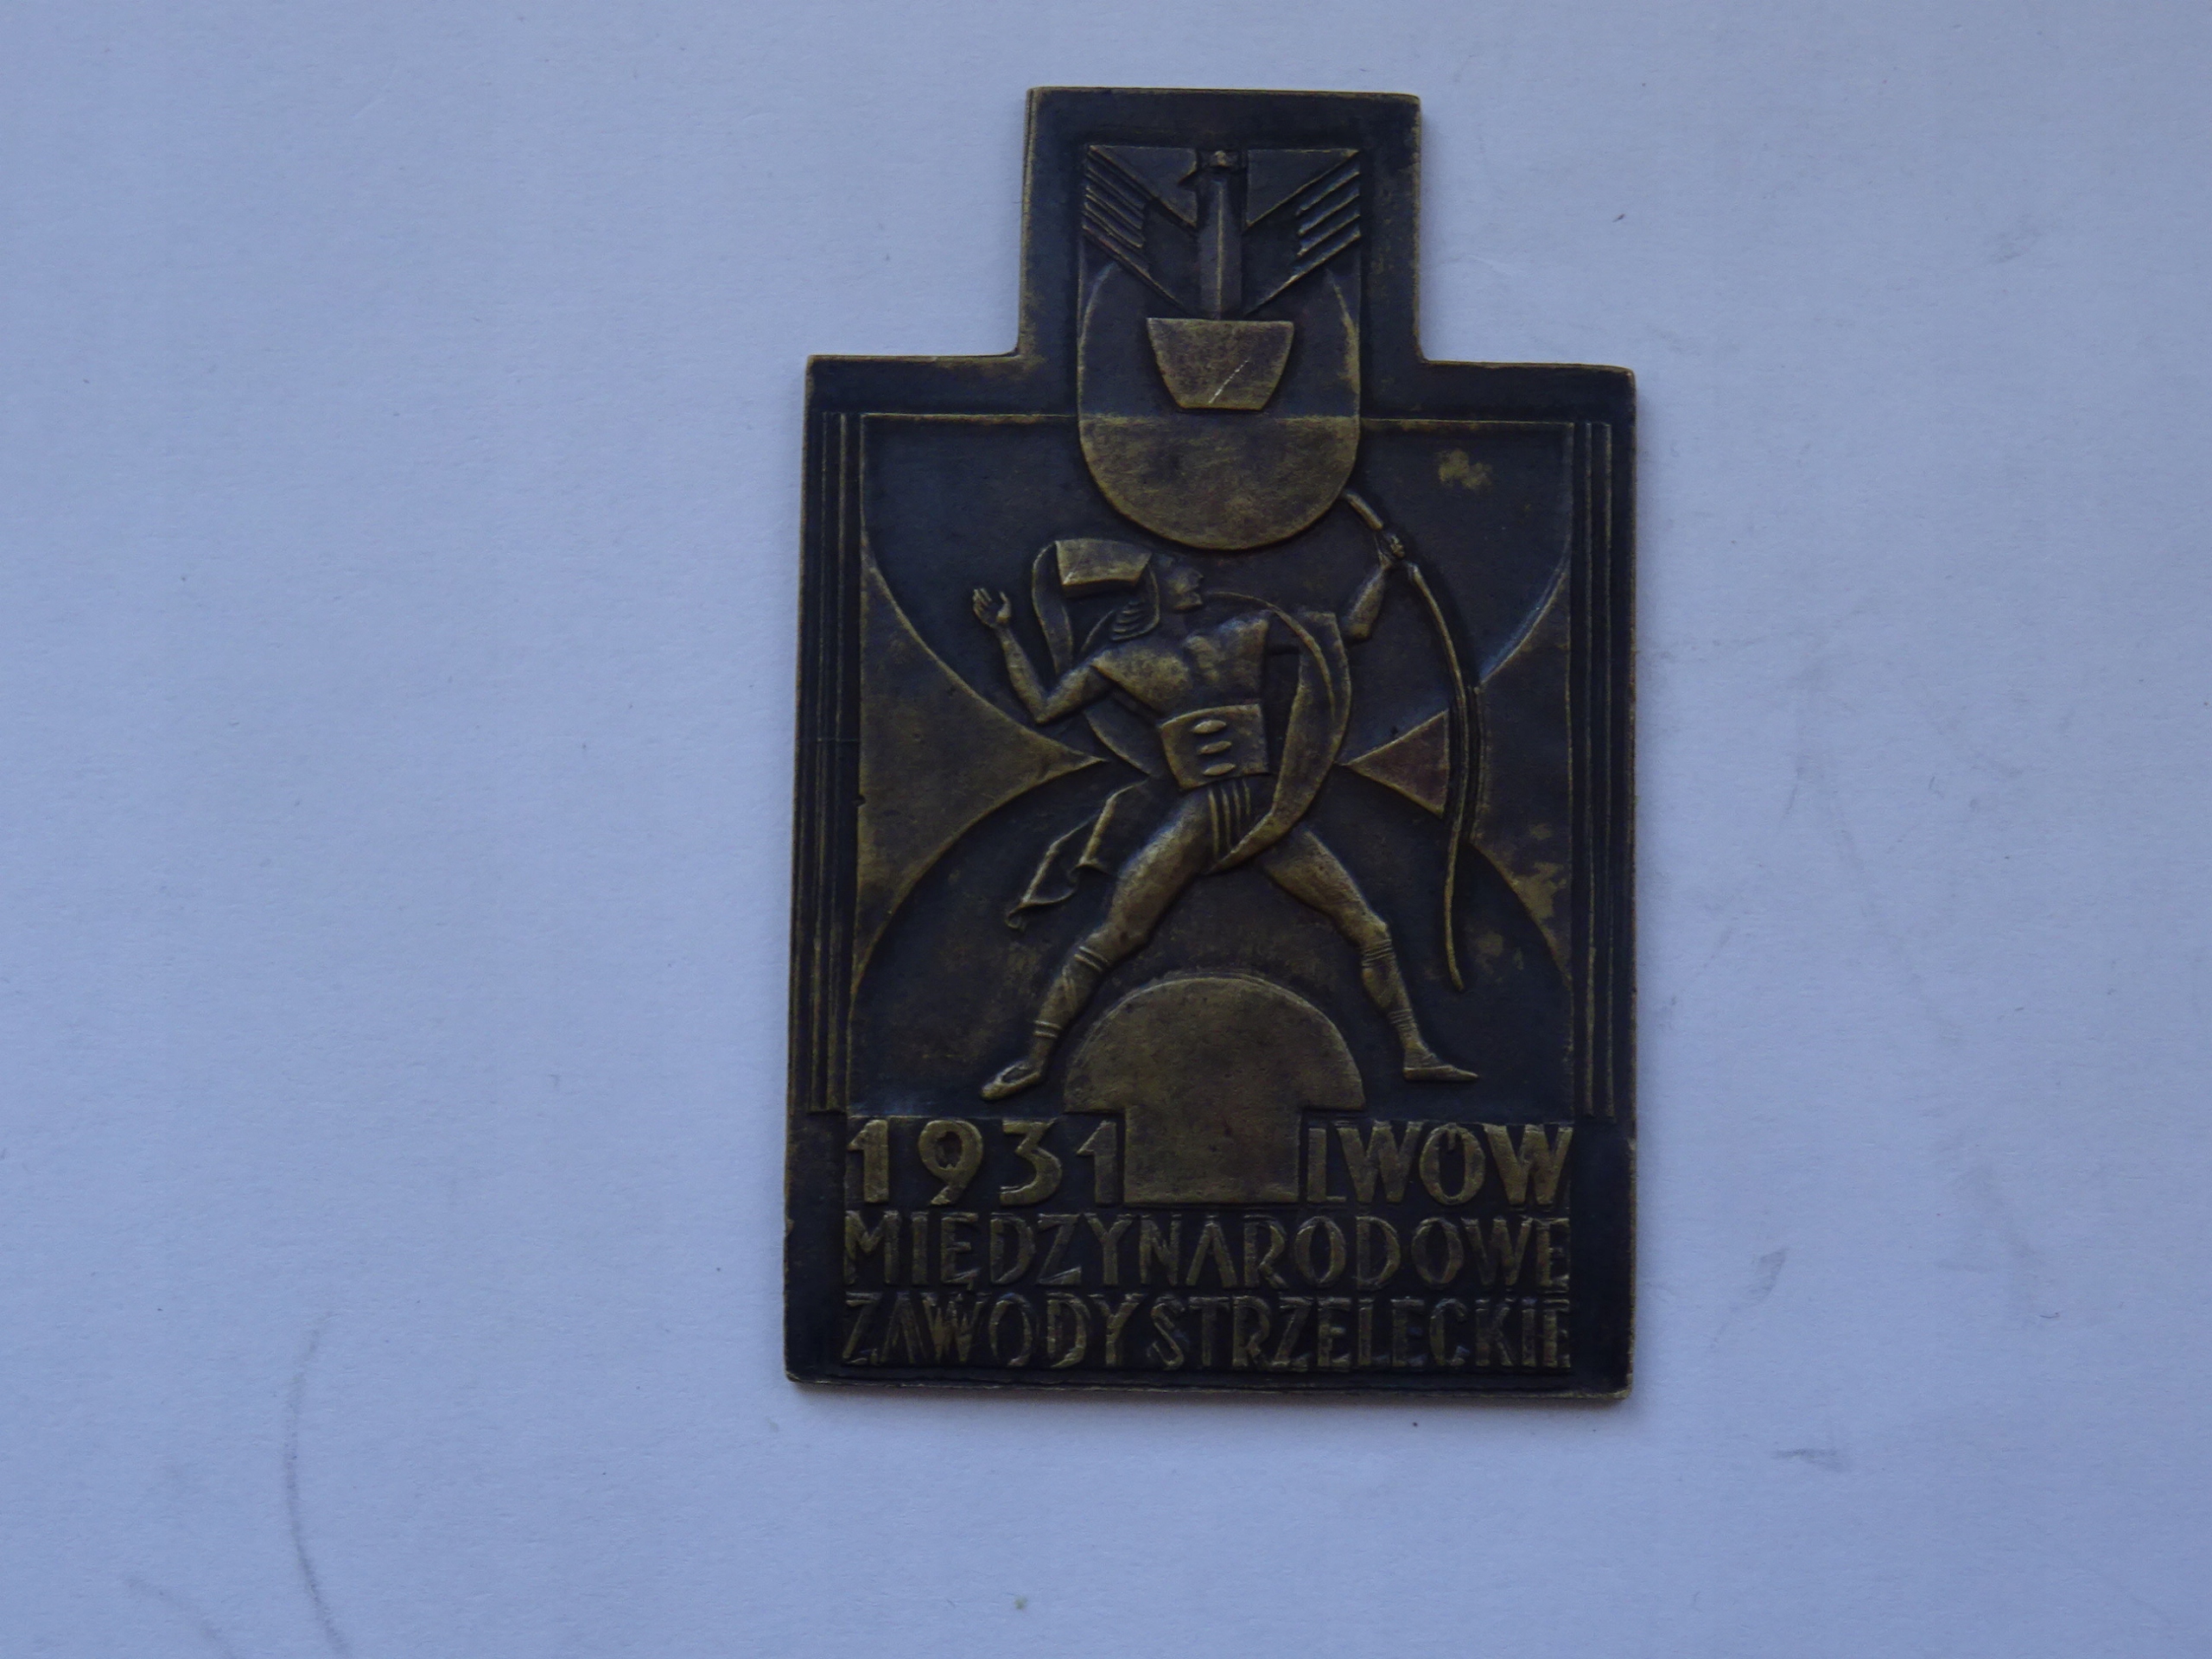 1931 LWÓW
MIĘDZYNARODOWE
ZAWODY STRZELECKIE